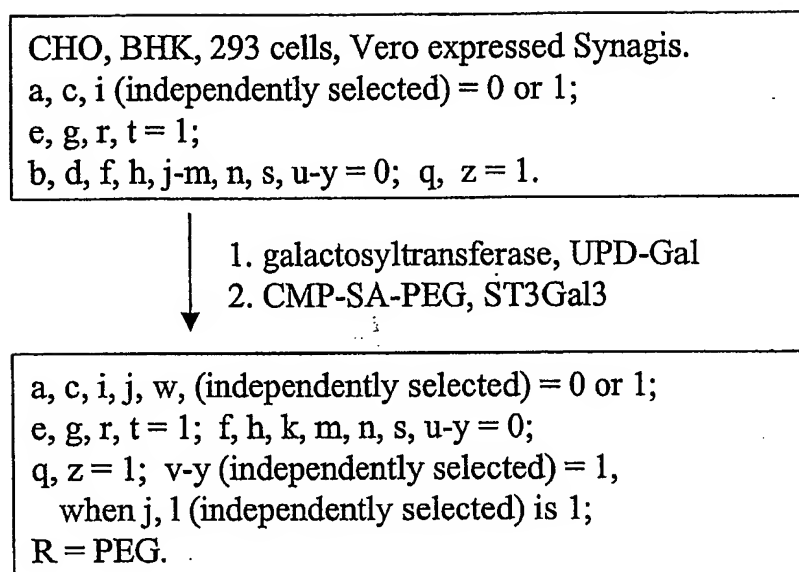 CHO, BHK, 293 cells, Vero expressed Synagis.
a, c, i (independently selected) = 0 or 1;
e, g, r, t = 1;
b, d, f, h, j-m, n, s, u-y = 0; q, z = 1.
1. galactosyltransferase, UPD-Gal
2. CMP-SA-PEG, ST3Gal3
a, c, i, j, w, (independently selected) = 0 or 1;
e, g, r, t = 1; f, h, k, m, n, s, u-y = 0;
q, z = 1; v-y (independently selected) = 1,
when j, l (independently selected) is 1;
R = PEG.